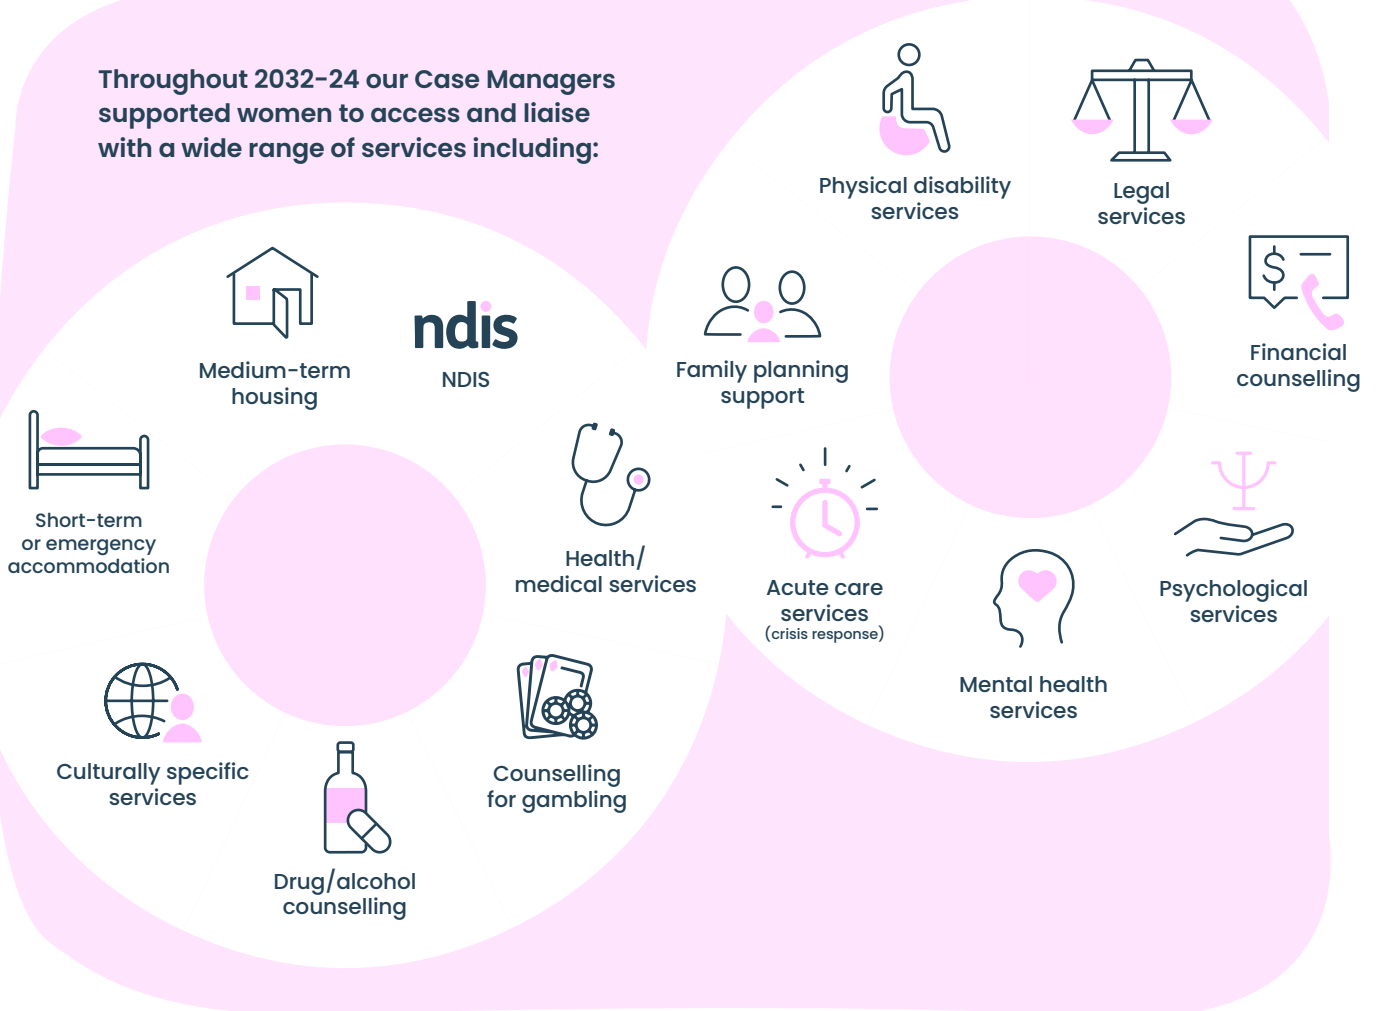 Throughout 2032-24 our Case Managers
supported women to access and liaise
with a wide range of services including:
Physical disability
services
Legal
services
Financial
counselling
Family planning
support
Psychological
services
Acute care
services
(crisis response)
Mental health
services
Medium-term
housing
ndis
NDIS
Short-term
or emergency
accommodation
Health/
medical services
Culturally specific
services
Counselling
for gambling
Drug/alcohol
counselling